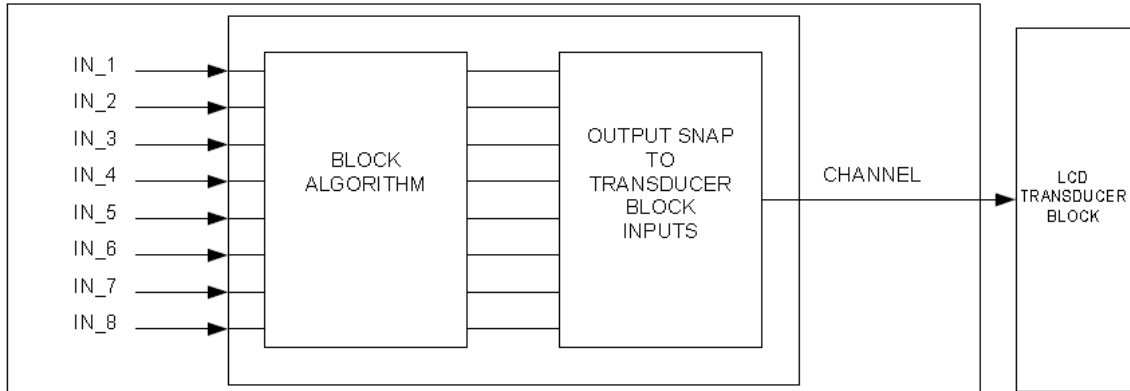 IN_1
IN_2
IN_3
IN_4
IN_5
IN_6
IN_7
IN_8
BLOCK
ALGORITHM
OUTPUT SNAP
TO
TRANSDUCER
BLOCK
INPUTS
CHANNEL
LCD
TRANSDUCER
BLOCK